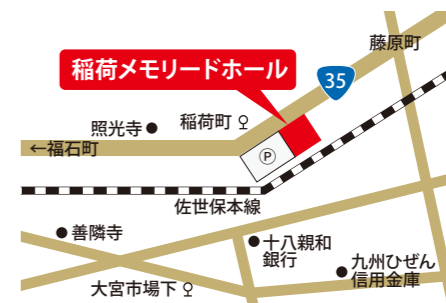 藤原町
稲荷メモリードホール
35
稲荷町
照光寺
←福石町
P
佐世保本線
善隣寺
十八親和
銀行
九州ひぜん
信用金庫
大宮市場下